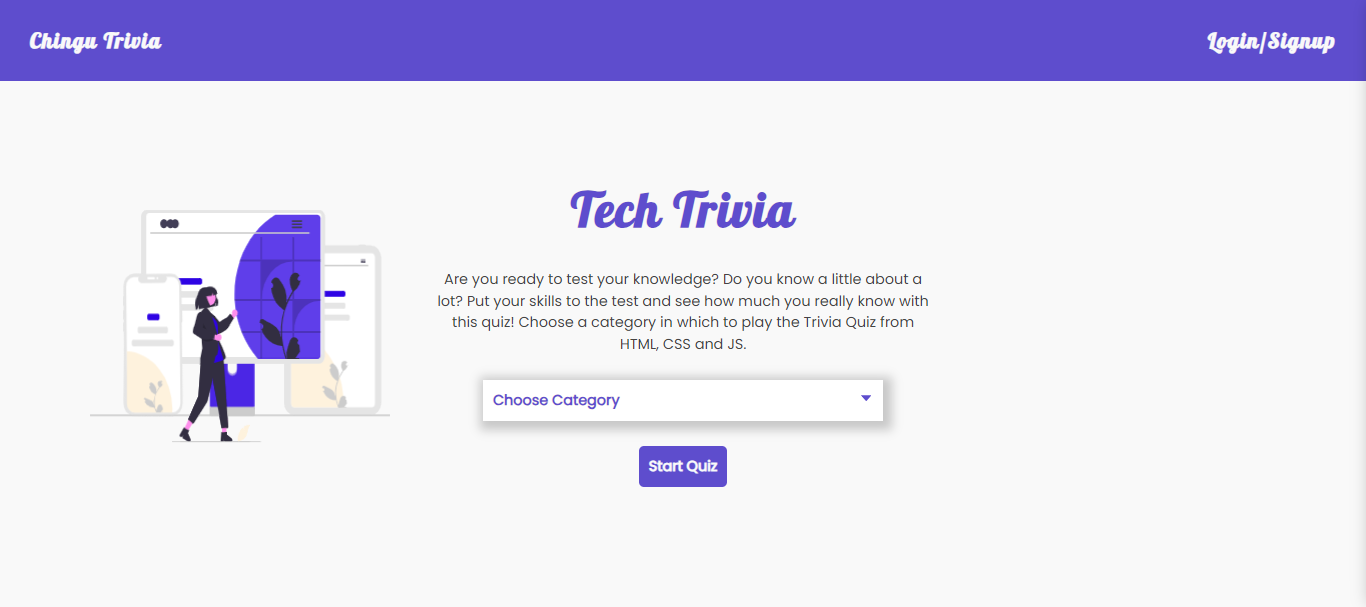 Chingu Trivia
Login/Signup
Tech Trivia
Are you ready to test your knowledge? Do you know a little about a
lot? Put your skills to the test and see how much you really know with
this quiz! Choose a category in which to play the Trivia Quiz from
HTML, CSS and JS.
Choose Category
Start Quiz